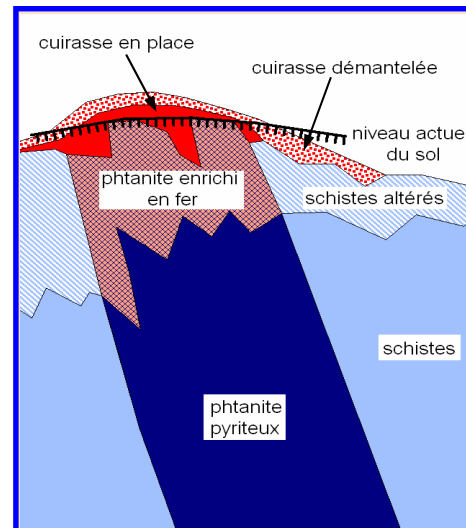 cuirasse en place
cuirasse démantelée
niveau actue
du sol
phtanite enrichi
en fer
schistes altérés
schistes
phtanite
pyriteux